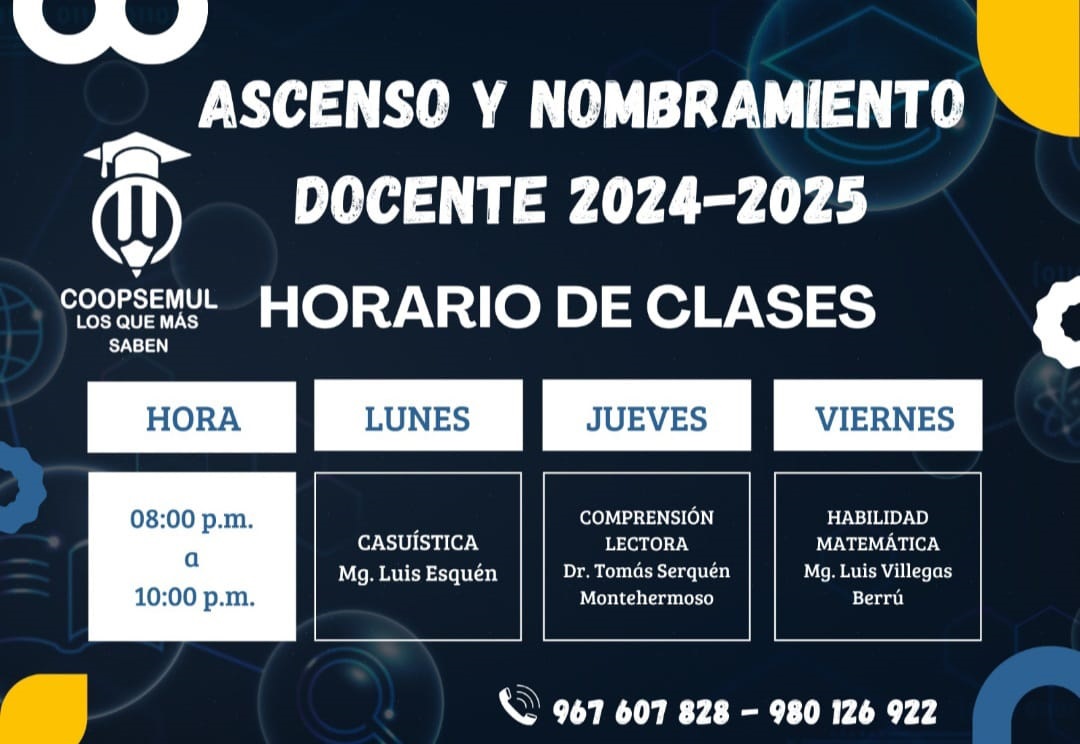 ASCENSO Y NOMBRAMIENTO
DOCENTE 2024-2025
COOPSEMUL
LOS QUE MÁS
SABEN
HORARIO DE CLASES
HORA
LUNES
JUEVES
VIERNES
08:00 p.m.
a
10:00 p.m.
CASUÍSTICA
Mg. Luis Esquén
COMPRENSIÓN
LECTORA
Dr. Tomás Serquén
Montehermoso
HABILIDAD
MATEMÁTICA
Mg. Luis Villegas
Berrú
967 607 828 - 980 126 922